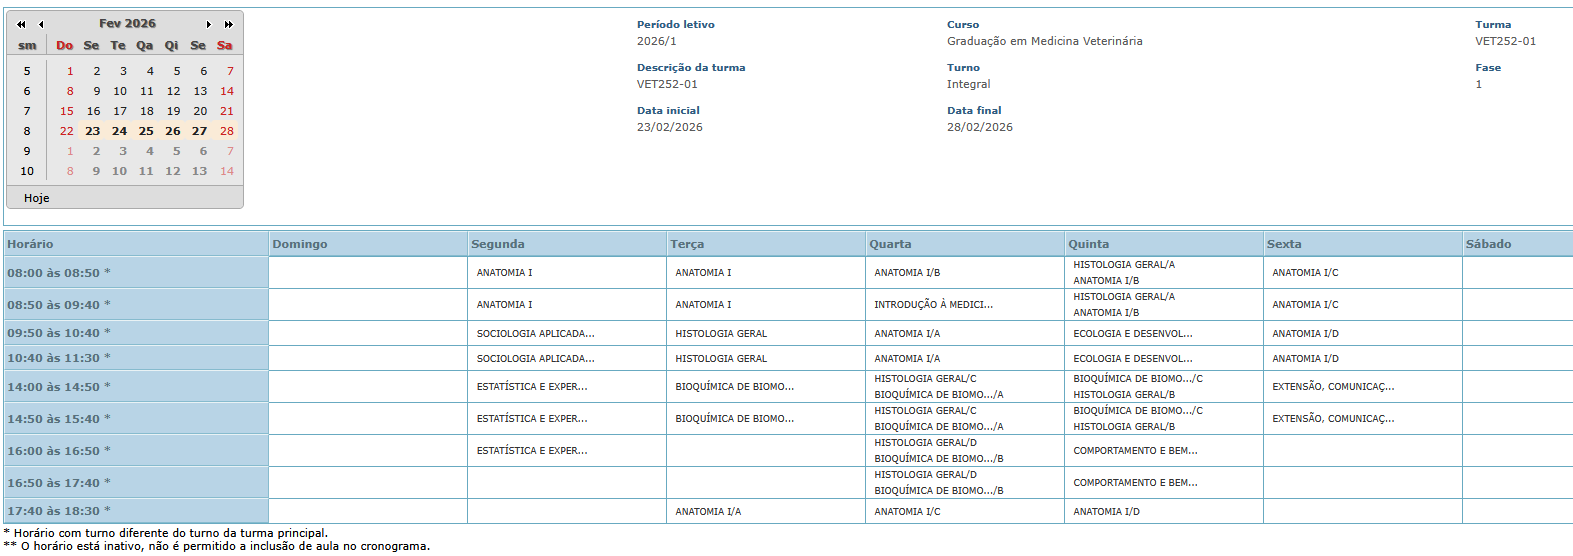 Fev 2026
sm Do Se Te Qa Qi Se Sa
5 1 2 3 4 5 6 7
6 8 9 10 11 12 13 14
7 15 16 17 18 19 20 21
8 22 23 24 25 26 27 28
9 1 2 3 4 5 6 7
10 8 9 10 11 12 13 14
Hoje
Período letivo Curso Turma
2026/1 Graduação em Medicina Veterinária VET252-01
Descrição da turma Turno Fase
VET252-01 Integral 1
Data inicial Data final
23/02/2026 28/02/2026
Horário Domingo Segunda Terça Quarta Quinta Sexta Sábado
08:00 às 08:50 * ANATOMIA I ANATOMIA I ANATOMIA I/B HISTOLOGIA GERAL/A ANATOMIA I/C
ANATOMIA I/B
08:50 às 09:40 * ANATOMIA I ANATOMIA I INTRODUÇÃO À MEDICI... HISTOLOGIA GERAL/A ANATOMIA I/C
ANATOMIA I/B
09:50 às 10:40 * SOCIOLOGIA APLICADA... HISTOLOGIA GERAL ANATOMIA I/A ECOLOGIA E DESENVOL... ANATOMIA I/D
10:40 às 11:30 * SOCIOLOGIA APLICADA... HISTOLOGIA GERAL ANATOMIA I/A ECOLOGIA E DESENVOL... ANATOMIA I/D
14:00 às 14:50 * ESTATÍSTICA E EXPER... BIOQUÍMICA DE BIOMO... HISTOLOGIA GERAL/C BIOQUÍMICA DE BIOMO.../C EXTENSÃO, COMUNICAÇ...
BIOQUÍMICA DE BIOMO.../A HISTOLOGIA GERAL/B
14:50 às 15:40 * ESTATÍSTICA E EXPER... BIOQUÍMICA DE BIOMO... HISTOLOGIA GERAL/C BIOQUÍMICA DE BIOMO.../C EXTENSÃO, COMUNICAÇ...
BIOQUÍMICA DE BIOMO.../A HISTOLOGIA GERAL/B
16:00 às 16:50 * ESTATÍSTICA E EXPER... HISTOLOGIA GERAL/D COMPORTAMENTO E BEM...
BIOQUÍMICA DE BIOMO.../B
16:50 às 17:40 * HISTOLOGIA GERAL/D COMPORTAMENTO E BEM...
BIOQUÍMICA DE BIOMO.../B
17:40 às 18:30 * ANATOMIA I/A ANATOMIA I/C ANATOMIA I/D
* Horário com turno diferente do turno da turma principal.
** O horário está inativo, não é permitido a inclusão de aula no cronograma.